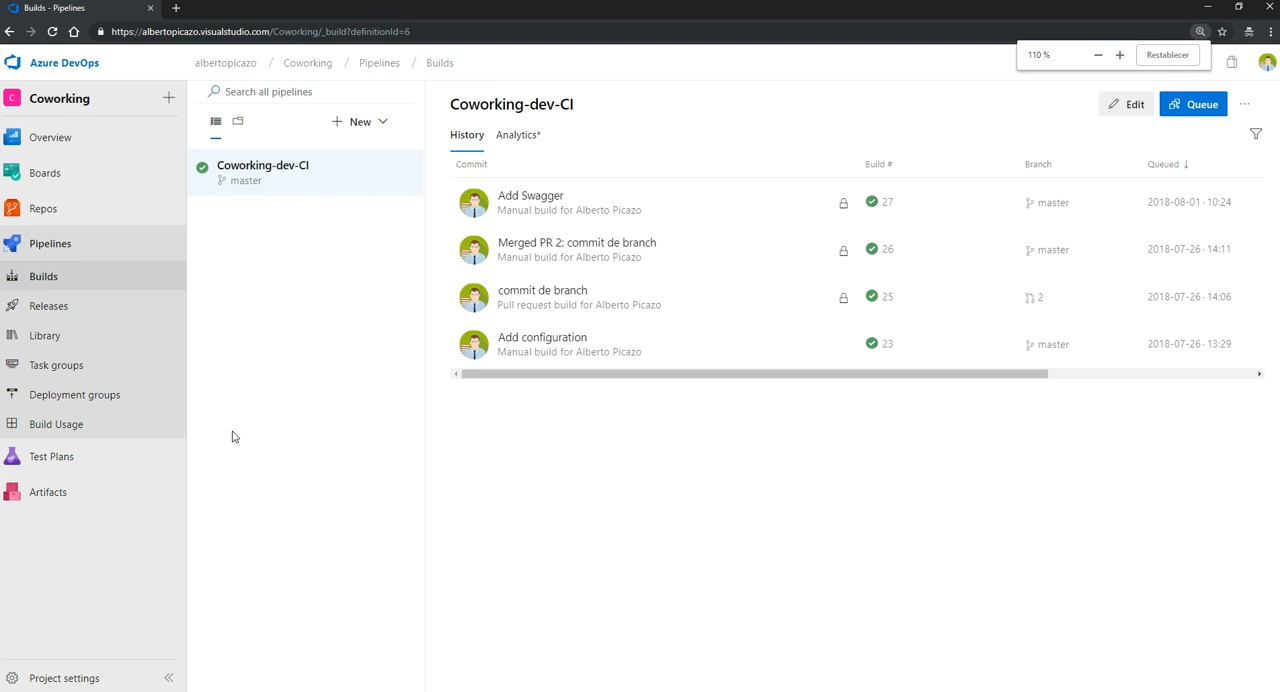 Builds - Pipelines
https://albertopicazo.visualstudio.com/Coworking/_build?definitionId=6
110 %
Restablecer
Azure DevOps
albertopicazo / Coworking / Pipelines / Builds
C
Coworking
Overview
Boards
Repos
Pipelines
Builds
Releases
Library
Task groups
Deployment groups
Build Usage
Test Plans
Artifacts
Project settings
Search all pipelines
New
Coworking-dev-CI
master
Coworking-dev-CI
Edit
Queue
History
Analytics*
Commit Build # Branch Queued
Add Swagger
Manual build for Alberto Picazo
27 master 2018-08-01 · 10:24
Merged PR 2: commit de branch
Manual build for Alberto Picazo
26 master 2018-07-26 · 14:11
commit de branch
Pull request build for Alberto Picazo
25 2 2018-07-26 · 14:06
Add configuration
Manual build for Alberto Picazo
23 master 2018-07-26 · 13:29